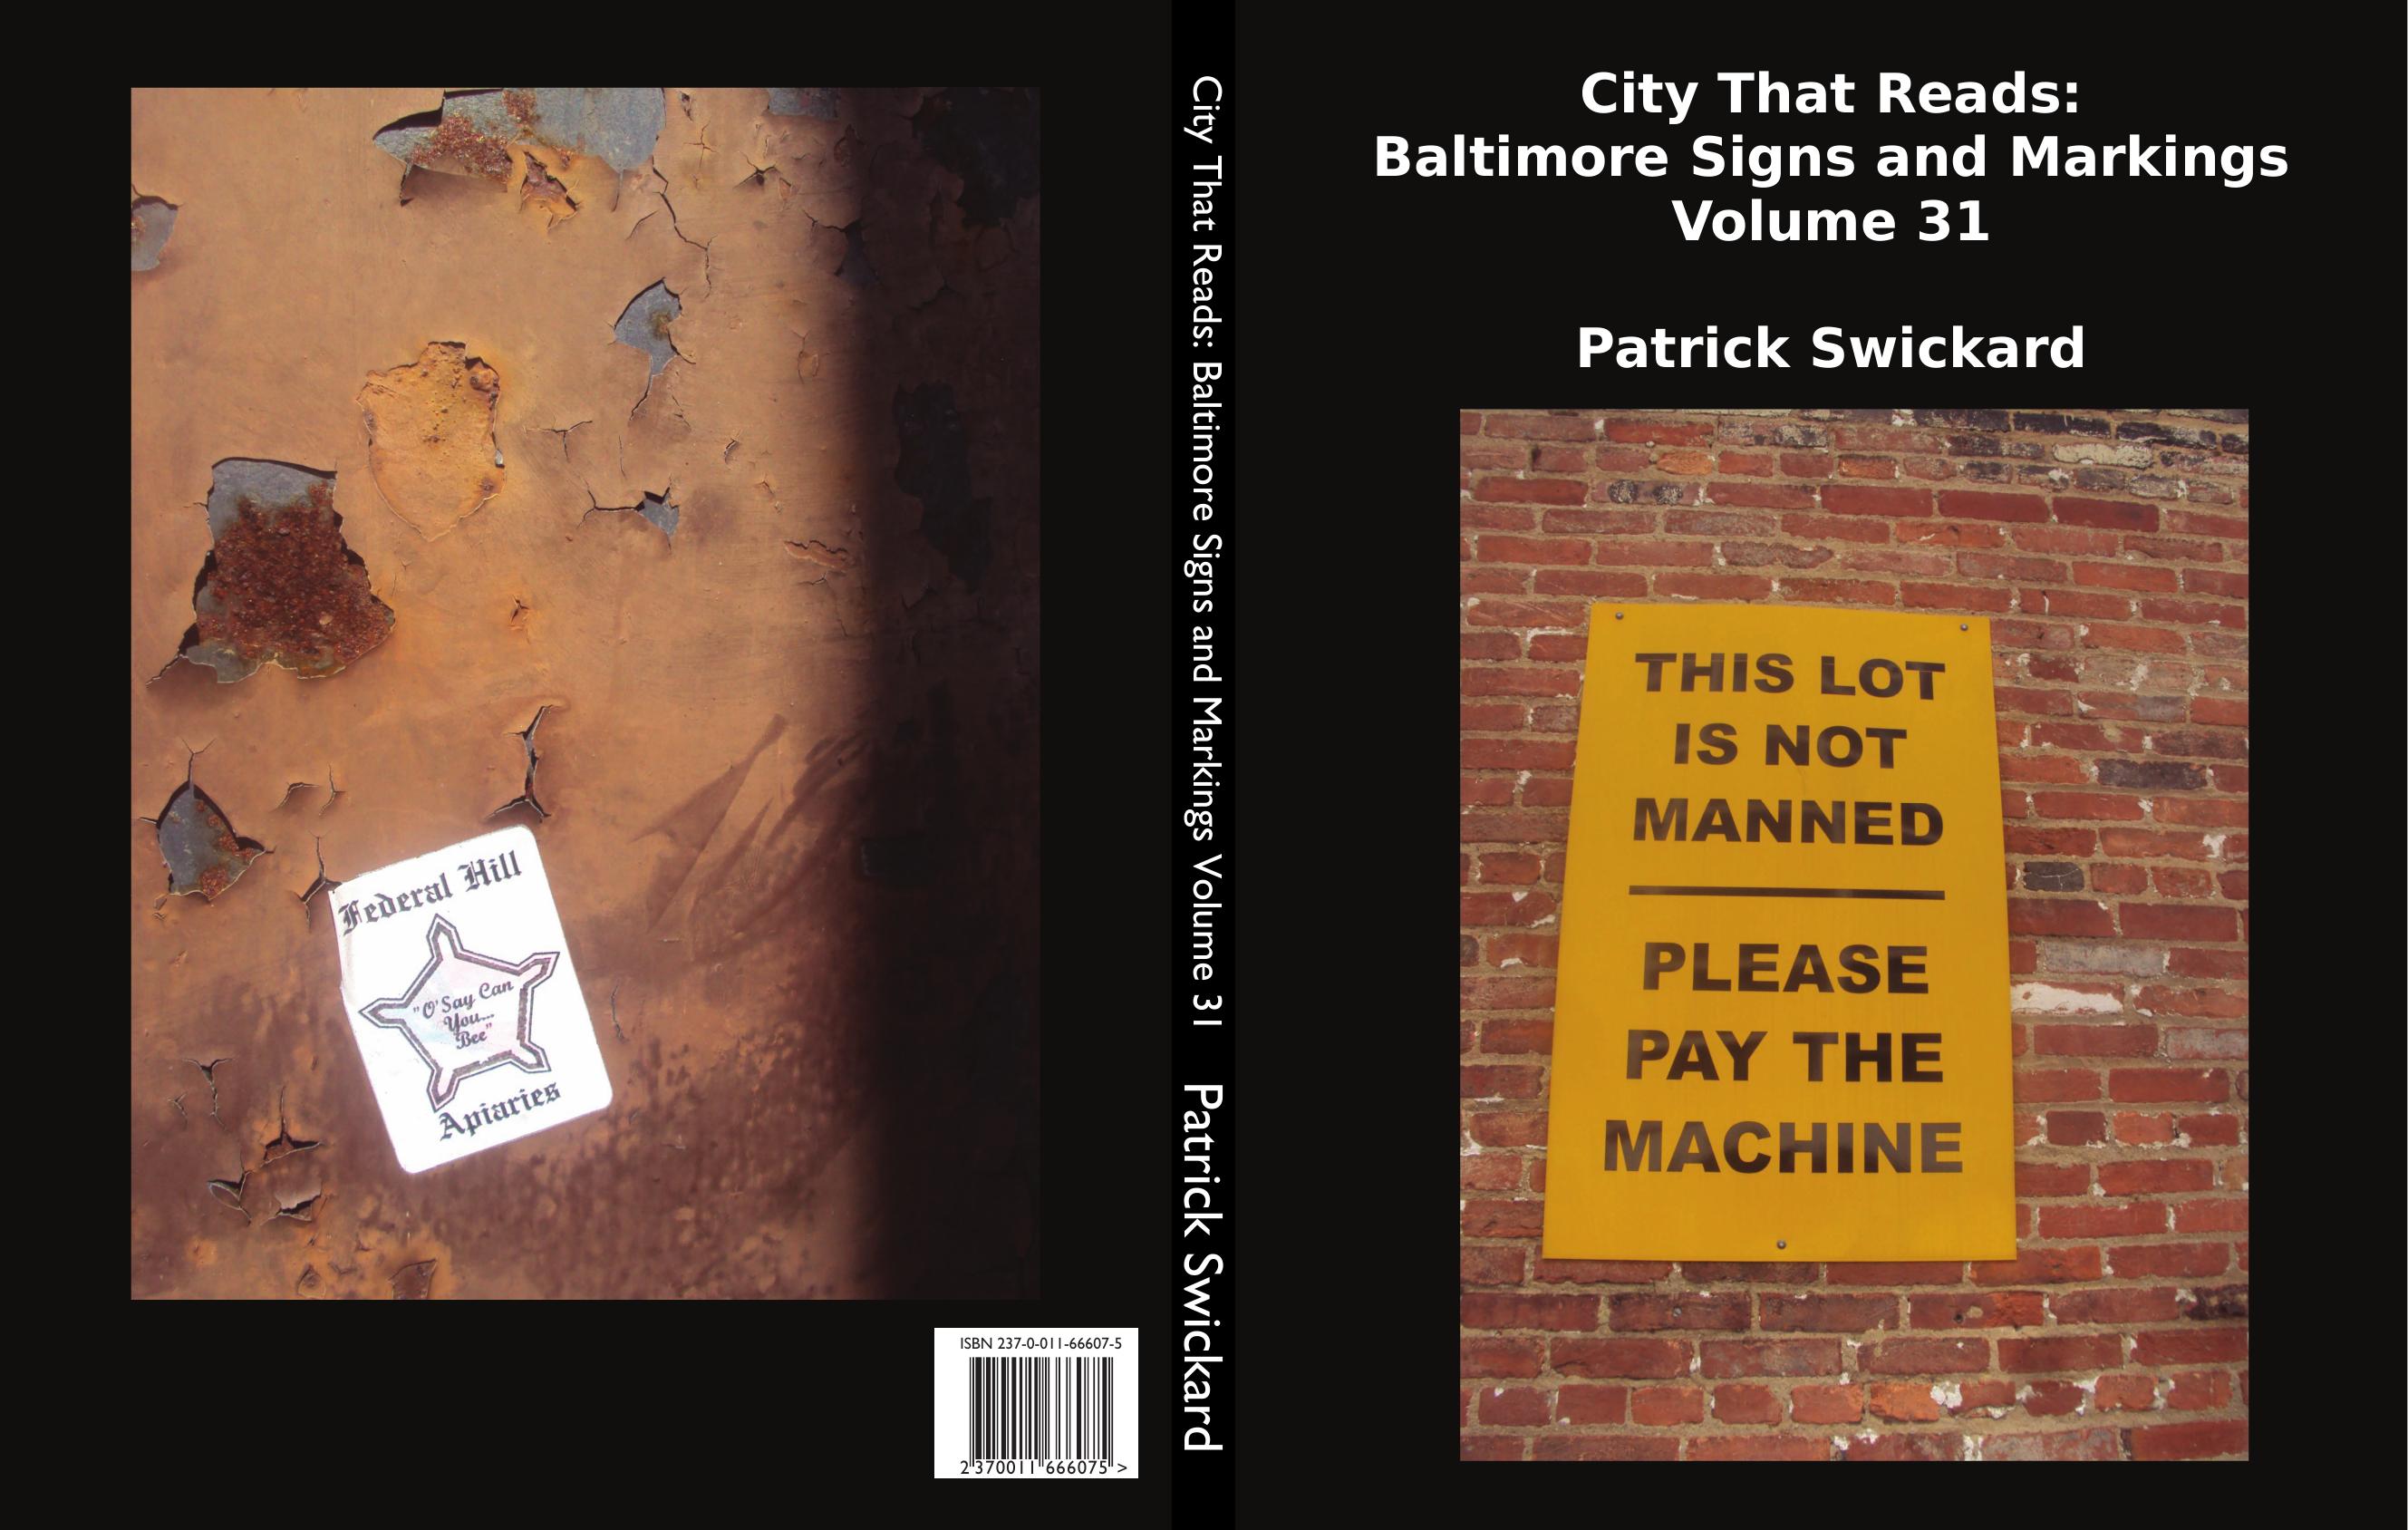 Federal Hill
"O' Say Can
You...
Bee"
Apiaries
ISBN 237-0-011-66607-5
2 370011 666075 >
City That Reads: Baltimore Signs and Markings Volume 31 Patrick Swickard
City That Reads:
Baltimore Signs and Markings
Volume 31
Patrick Swickard
THIS LOT
IS NOT
MANNED
PLEASE
PAY THE
MACHINE